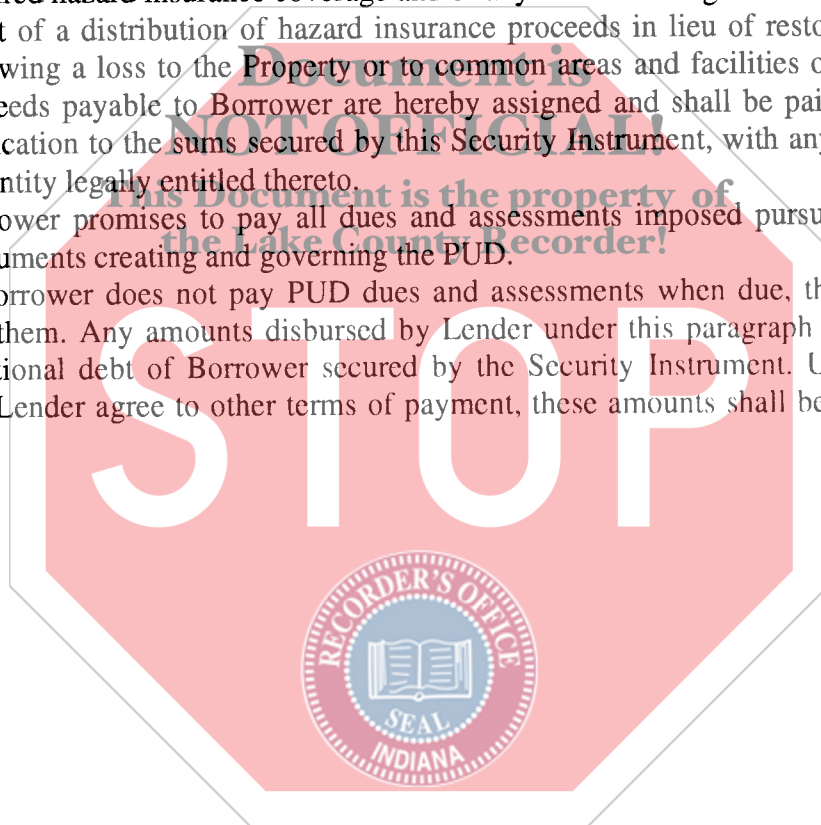 t of a distribution of hazard insurance proceeds in lieu of resto
wing a loss to the Property or to common areas and facilities o
eeds payable to Borrower are hereby assigned and shall be pai
cation to the sums secured by this Security Instrument, with any
ntity legally entitled thereto.
ower promises to pay all dues and assessments imposed pursu
uments creating and governing the PUD.
orrower does not pay PUD dues and assessments when due, th
them. Any amounts disbursed by Lender under this paragraph
tional debt of Borrower secured by the Security Instrument. U
Lender agree to other terms of payment, these amounts shall be
Document is
NOT OFFICIAL!
This Document is the property of
the Lake County Recorder!
STOP
RECORDER'S OFFICE
SEAL
INDIANA